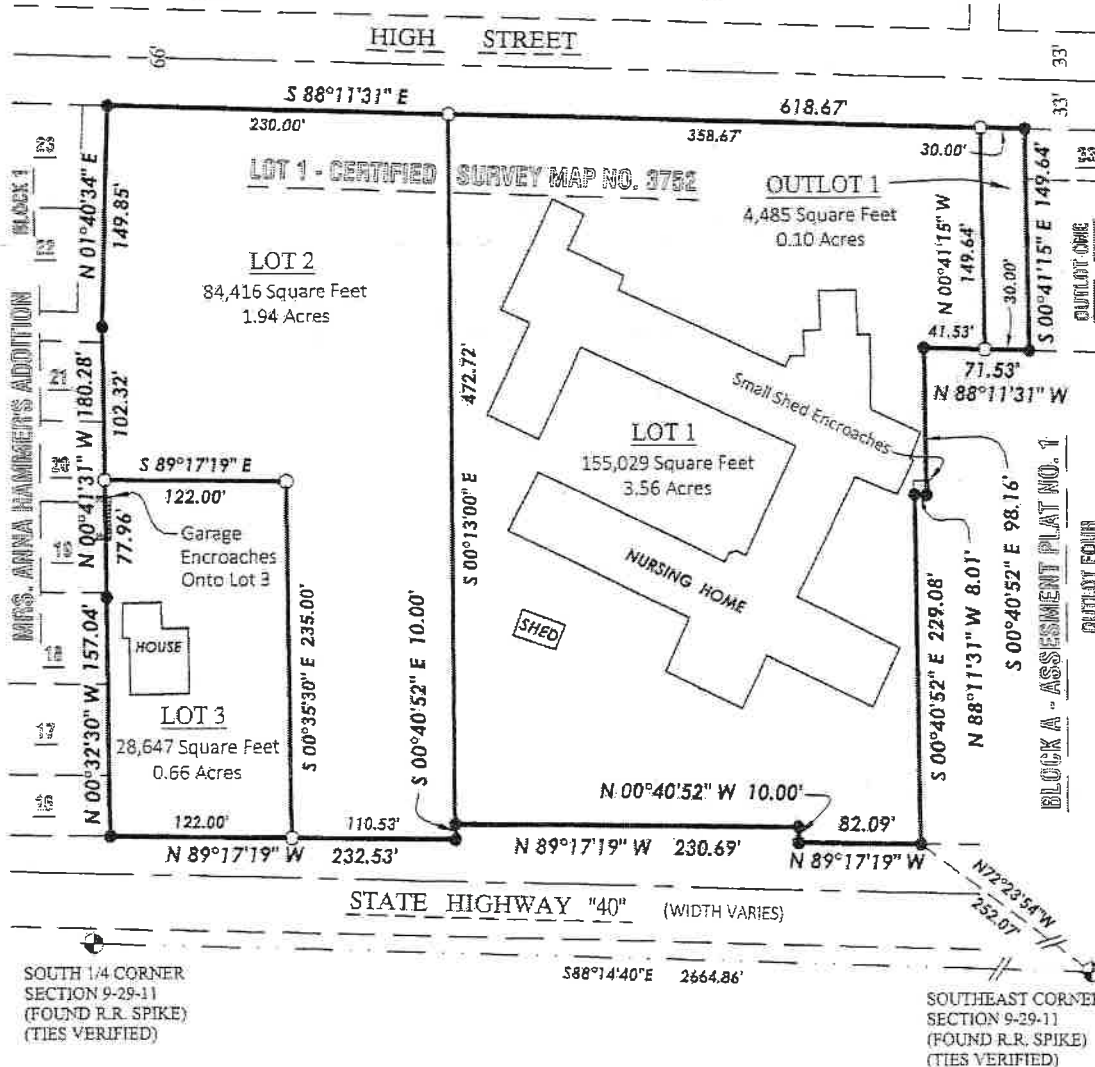 HIGH STREET
66'
33'
33'
S 88°11'31" E
618.67'
230.00'
358.67'
30.00'
LOT 1 - CERTIFIED SURVEY MAP NO. 3752
OUTLOT 1
4,485 Square Feet
0.10 Acres
BLOCK 1
N 01°40'34" E
149.85'
LOT 2
84,416 Square Feet
1.94 Acres
N 00°41'15" W
149.64'
30.00'
S 00°41'15" E 149.64'
OUTLOT ONE
41.53'
71.53'
N 88°11'31" W
MRS. ANNA HAMMER'S ADDITION
N 00°41'31" W 180.28'
102.32'
77.96'
S 00°13'00" E
472.72'
Small Shed Encroaches
LOT 1
155,029 Square Feet
3.56 Acres
S 89°17'19" E
122.00'
Garage
Encroaches
Onto Lot 3
NURSING HOME
SHED
HOUSE
S 00°40'52" E 98.16'
N 88°11'31" W 8.01'
S 00°40'52" E 229.08'
BLOCK A - ASSESMENT PLAT NO. 1
OUTLOT FOUR
N 00°32'30" W 157.04'
LOT 3
28,647 Square Feet
0.66 Acres
S 00°35'30" E 235.00'
S 00°40'52" E 10.00'
18
17
N 00°40'52" W 10.00'
122.00'
110.53'
82.09'
N 89°17'19" W 232.53'
N 89°17'19" W 230.69'
N 89°17'19" W
STATE HIGHWAY "40" (WIDTH VARIES)
N72°23'54"W
252.07'
S88°14'40"E 2664.86'
SOUTH 1/4 CORNER
SECTION 9-29-11
(FOUND R.R. SPIKE)
(TIES VERIFIED)
SOUTHEAST CORNER
SECTION 9-29-11
(FOUND R.R. SPIKE)
(TIES VERIFIED)